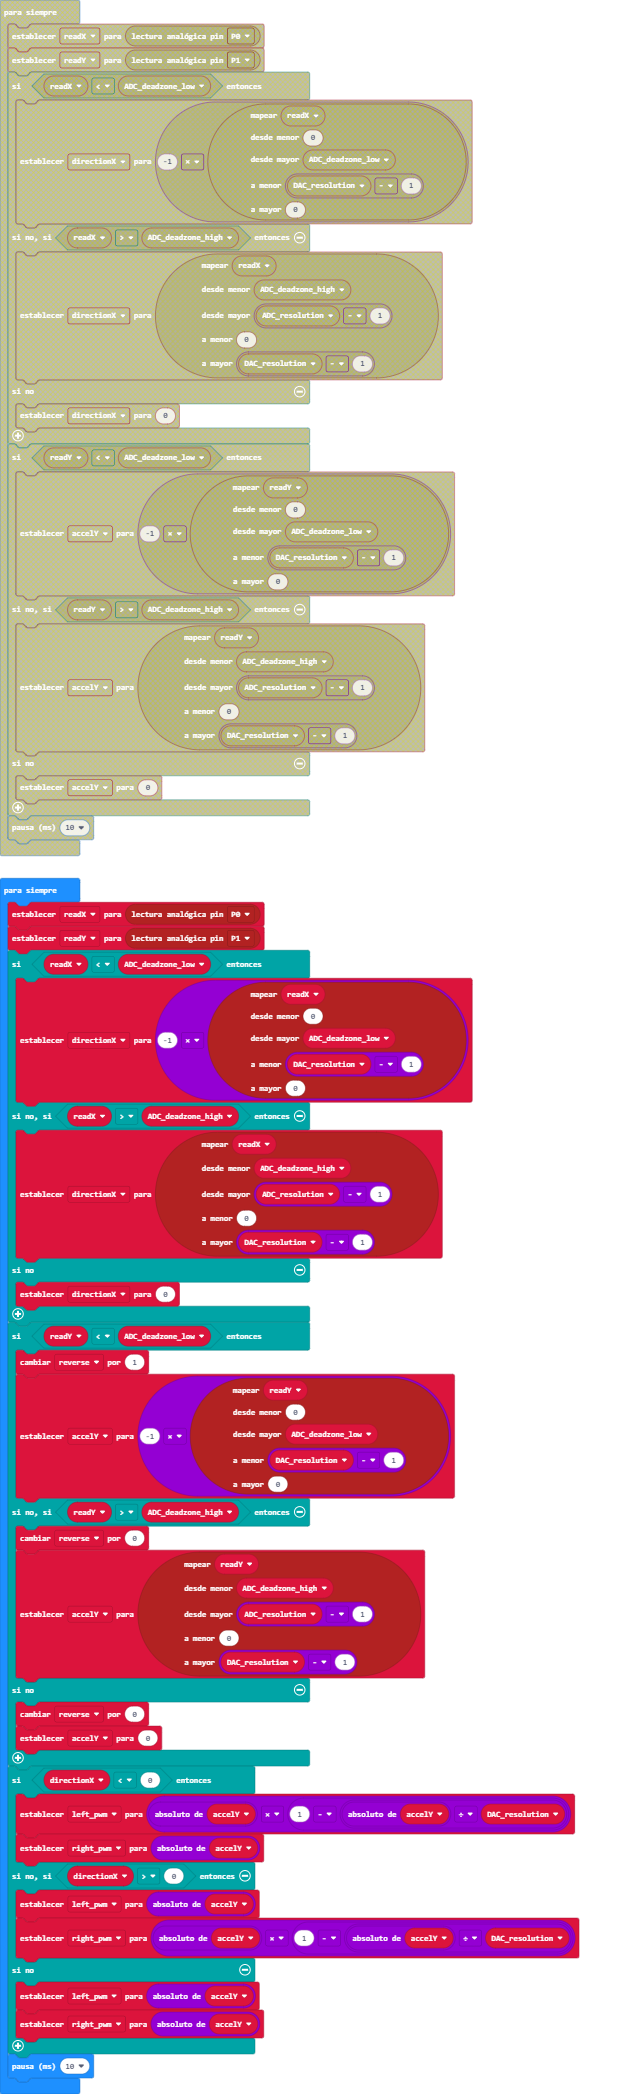 para siempre
establecer readX para lectura analógica pin P0
establecer readY para lectura analógica pin P1
si readX < ADC_deadzone_low entonces
mapear readX
desde menor 0
establecer directionX para -1 × desde mayor ADC_deadzone_low
a menor DAC_resolution - 1
a mayor 0
si no, si readX > ADC_deadzone_high entonces
mapear readX
desde menor ADC_deadzone_high
establecer directionX para desde mayor ADC_resolution - 1
a menor 0
a mayor DAC_resolution - 1
si no
establecer directionX para 0
si readY < ADC_deadzone_low entonces
mapear readY
desde menor 0
establecer accelY para -1 × desde mayor ADC_deadzone_low
a menor DAC_resolution - 1
a mayor 0
si no, si readY > ADC_deadzone_high entonces
mapear readY
desde menor ADC_deadzone_high
establecer accelY para desde mayor ADC_resolution - 1
a menor 0
a mayor DAC_resolution - 1
si no
establecer accelY para 0
pausa (ms) 10
para siempre
establecer readX para lectura analógica pin P0
establecer readY para lectura analógica pin P1
si readX < ADC_deadzone_low entonces
mapear readX
desde menor 0
establecer directionX para -1 × desde mayor ADC_deadzone_low
a menor DAC_resolution - 1
a mayor 0
si no, si readX > ADC_deadzone_high entonces
mapear readX
desde menor ADC_deadzone_high
establecer directionX para desde mayor ADC_resolution - 1
a menor 0
a mayor DAC_resolution - 1
si no
establecer directionX para 0
si readY < ADC_deadzone_low entonces
cambiar reverse por 1
mapear readY
desde menor 0
establecer accelY para -1 × desde mayor ADC_deadzone_low
a menor DAC_resolution - 1
a mayor 0
si no, si readY > ADC_deadzone_high entonces
cambiar reverse por 0
mapear readY
desde menor ADC_deadzone_high
establecer accelY para desde mayor ADC_resolution - 1
a menor 0
a mayor DAC_resolution - 1
si no
cambiar reverse por 0
establecer accelY para 0
si directionX < 0 entonces
establecer left_pwm para absoluto de accelY × 1 - absoluto de accelY ÷ DAC_resolution
establecer right_pwm para absoluto de accelY
si no, si directionX > 0 entonces
establecer left_pwm para absoluto de accelY
establecer right_pwm para absoluto de accelY × 1 - absoluto de accelY ÷ DAC_resolution
si no
establecer left_pwm para absoluto de accelY
establecer right_pwm para absoluto de accelY
pausa (ms) 10